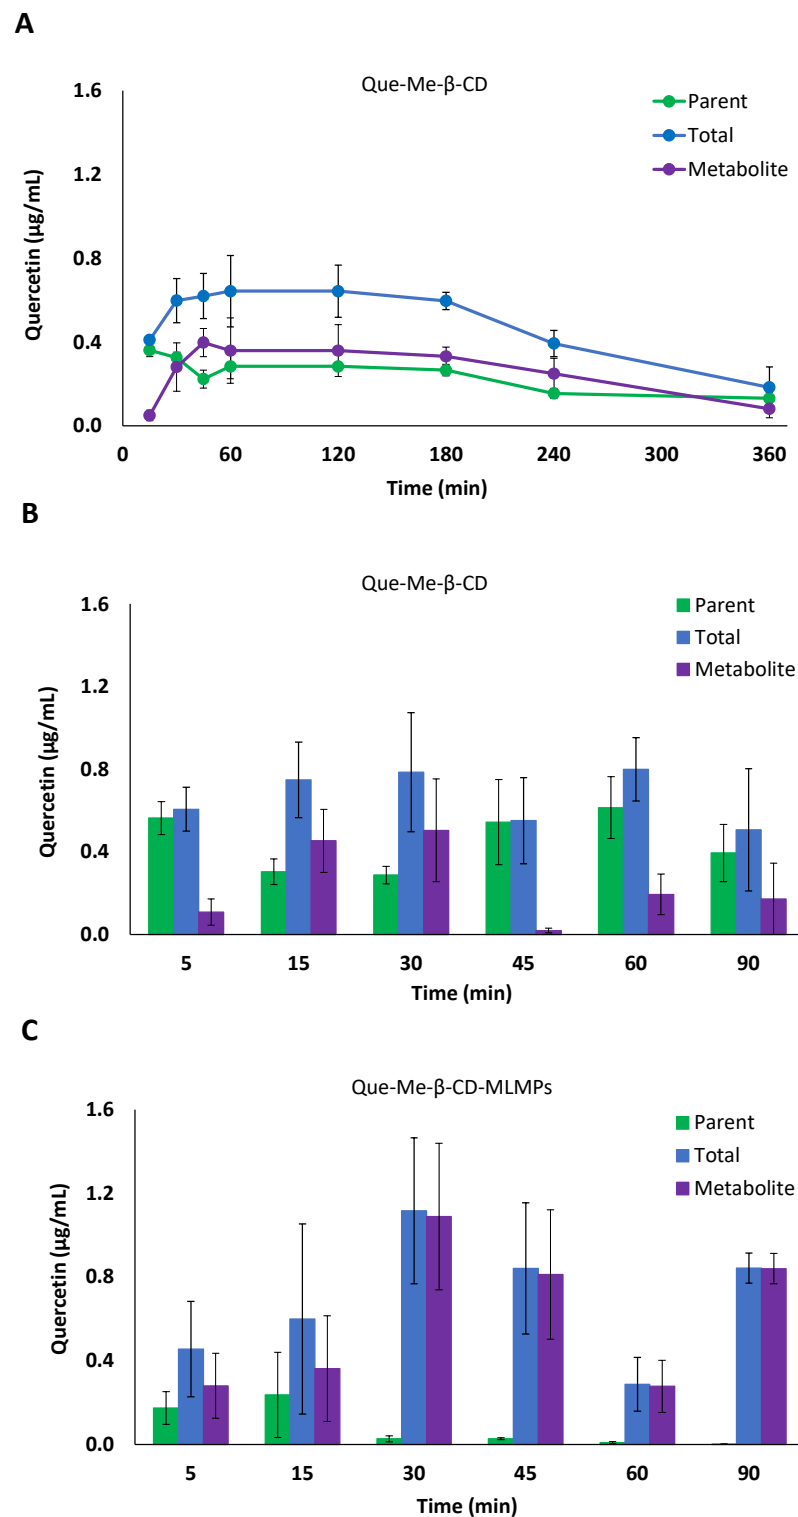 A
Que-Me-β-CD
Parent
Total
Metabolite
Quercetin (µg/mL)
1.6
1.2
0.8
0.4
0.0
0 60 120 180 240 300 360
Time (min)
B
Que-Me-β-CD
Parent
Total
Metabolite
Quercetin (µg/mL)
1.6
1.2
0.8
0.4
0.0
5 15 30 45 60 90
Time (min)
C
Que-Me-β-CD-MLMPs
Parent
Total
Metabolite
Quercetin (µg/mL)
1.6
1.2
0.8
0.4
0.0
5 15 30 45 60 90
Time (min)